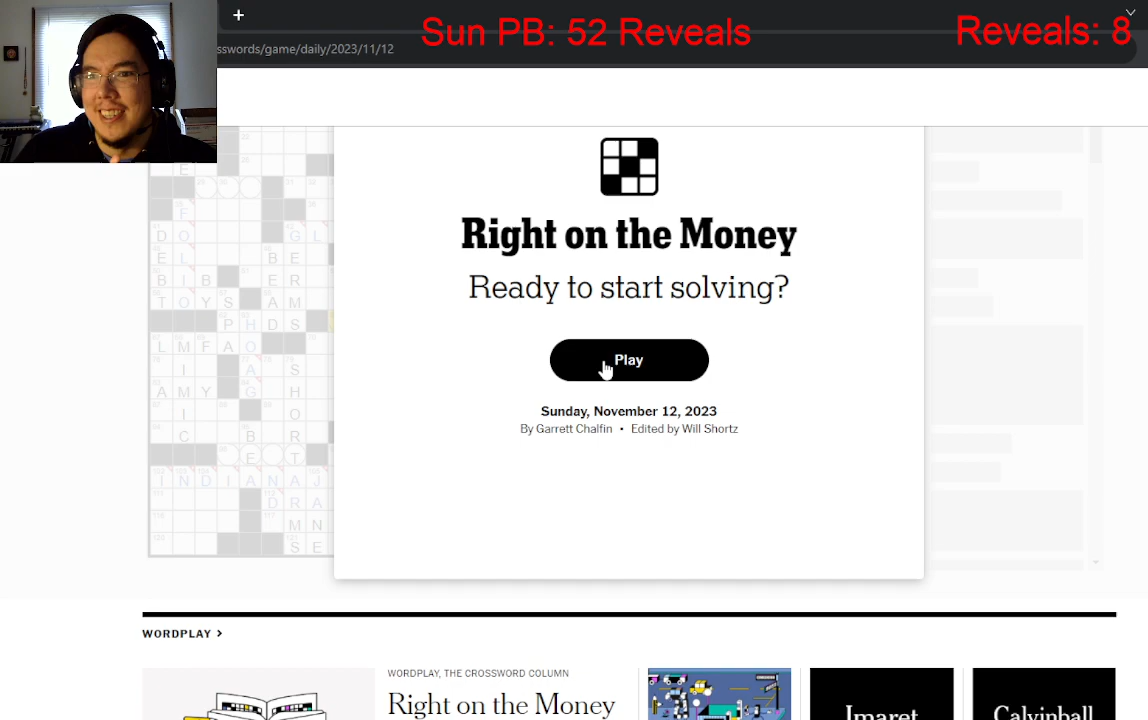 +
Sun PB: 52 Reveals
Reveals: 8
sswords/game/daily/2023/11/12
Right on the Money
Ready to start solving?
Play
Sunday, November 12, 2023
By Garrett Chalfin • Edited by Will Shortz
D O G L
E L B E
B I B E R
T O Y S A M
P H D S
L M F A O
I A S
A M Y G H
I O
C B R
E T
I N D I A N A J
D R A
M N
S E
WORDPLAY >
WORDPLAY, THE CROSSWORD COLUMN
Right on the Money
Imaret
Calvinball